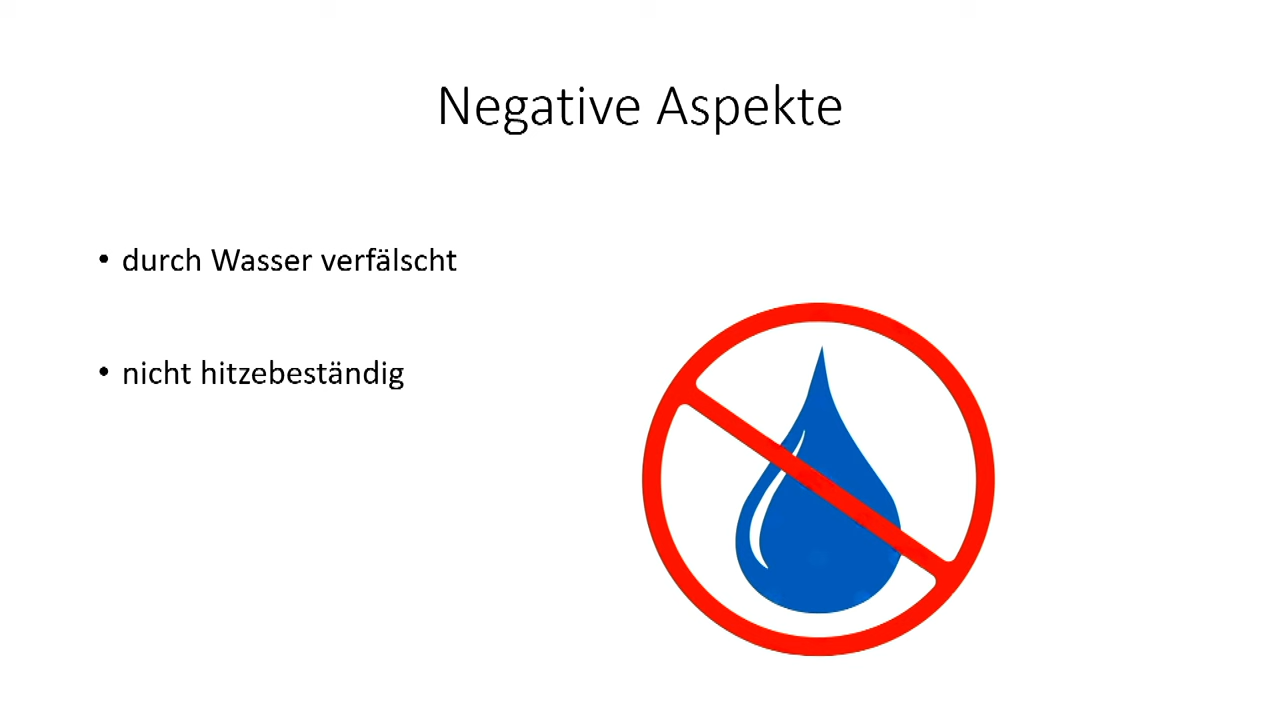 Negative Aspekte
• durch Wasser verfälscht
• nicht hitzebeständig